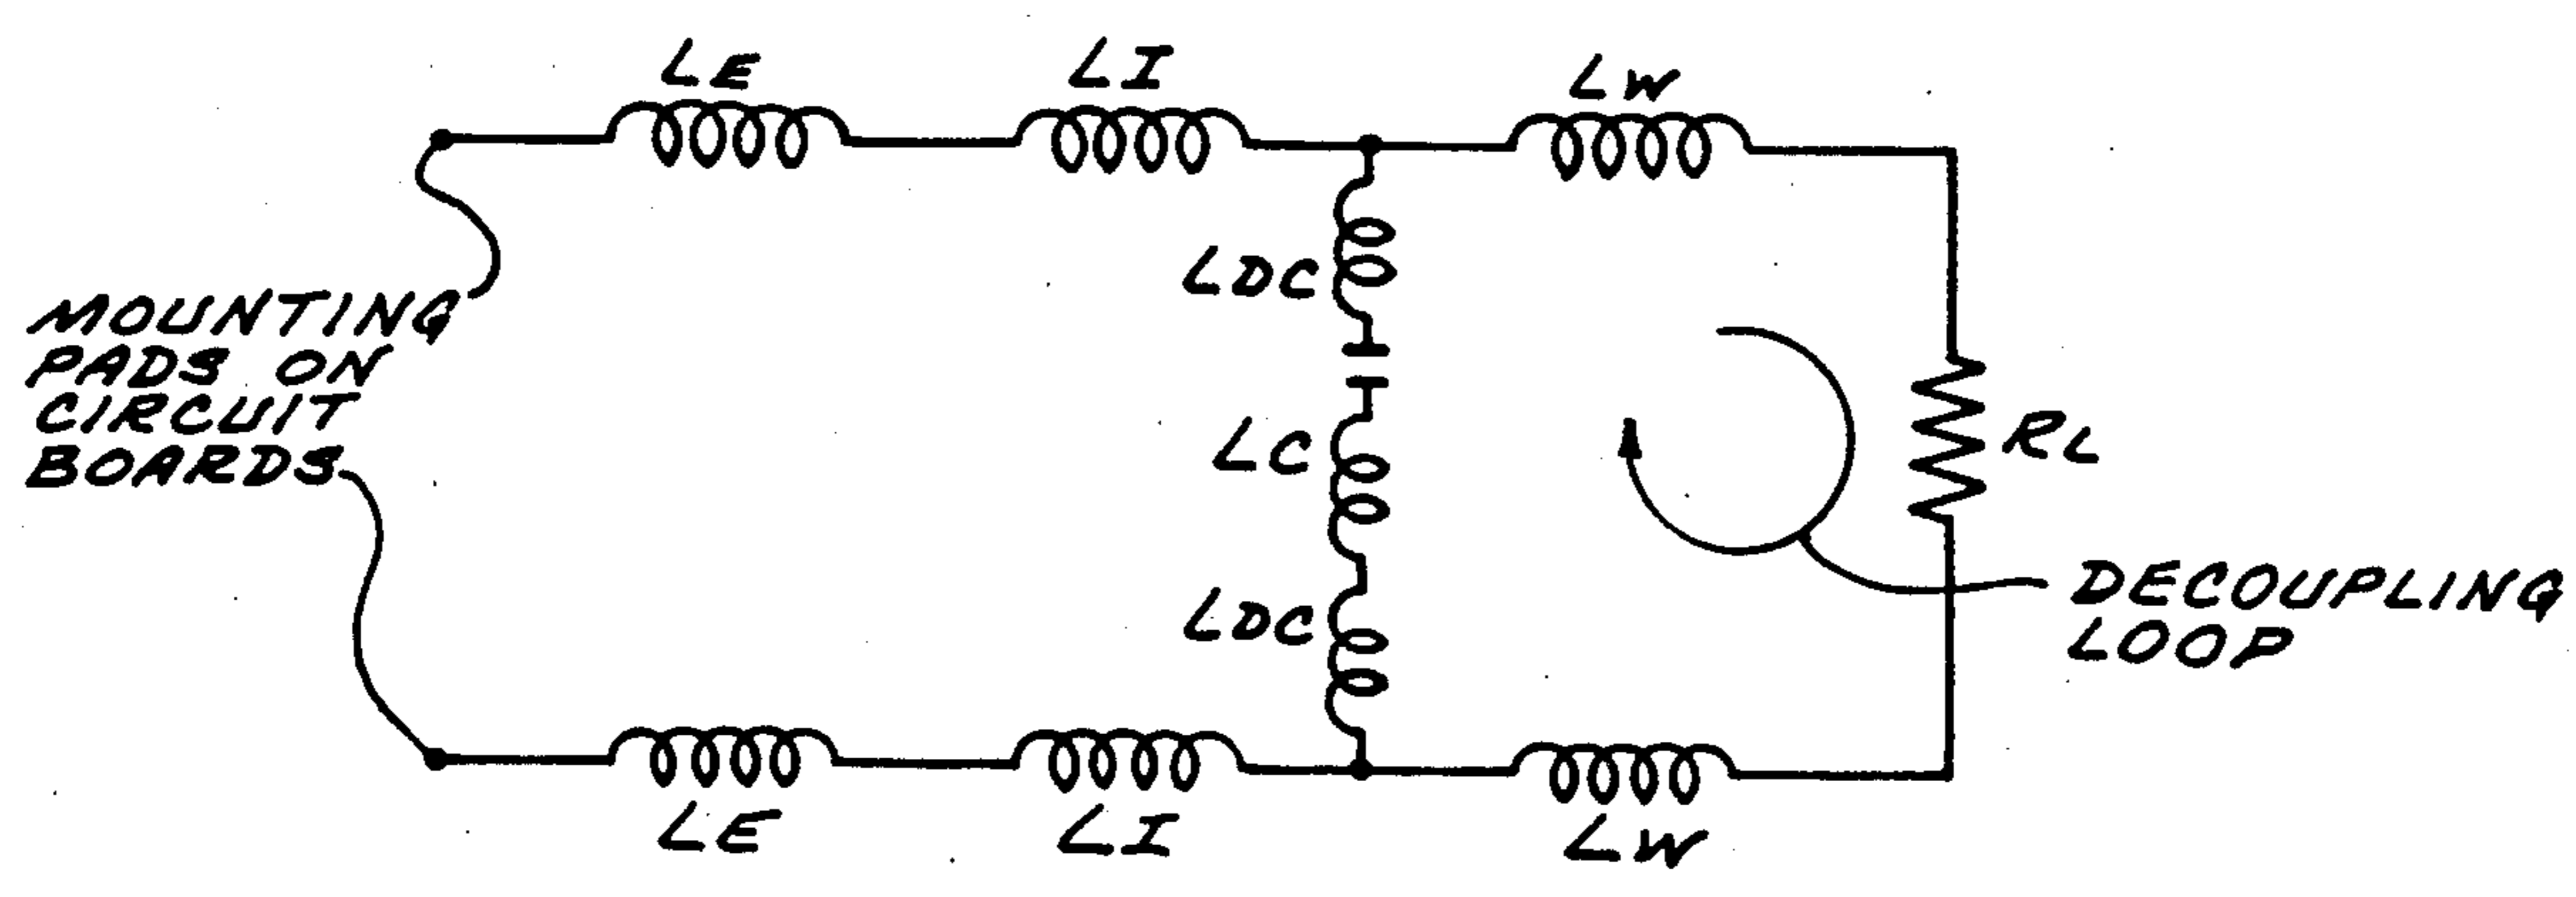 LE
LI
LW
LDC
MOUNTING
PADS ON
CIRCUIT
BOARDS
LC
RL
LDC
DECOUPLING
LOOP
LE
LI
LW